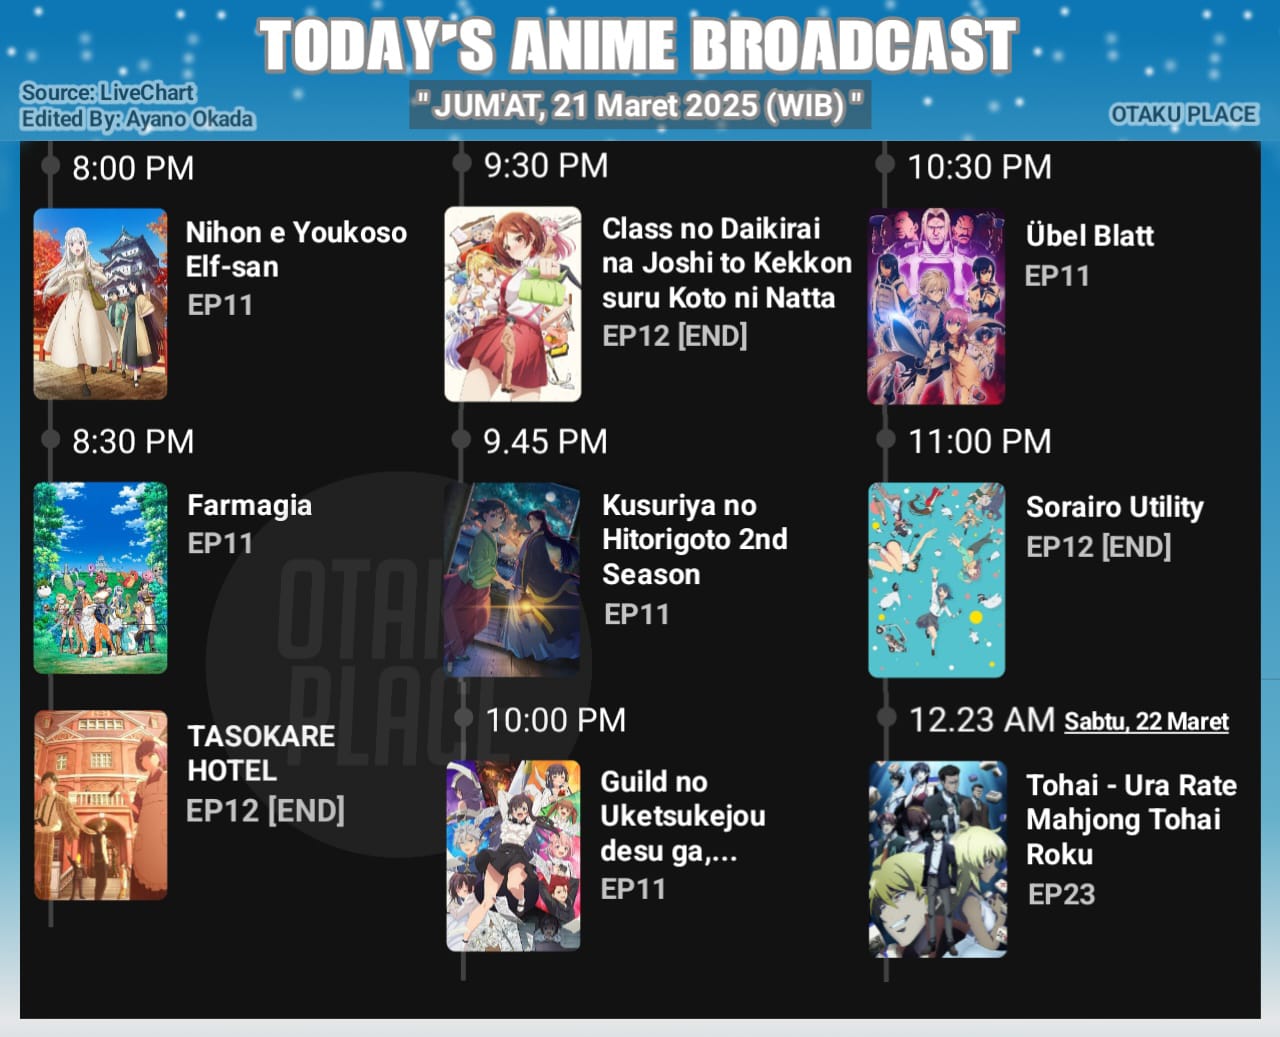 TODAY'S ANIME BROADCAST
Source: LiveChart
Edited By: Ayano Okada
" JUM'AT, 21 Maret 2025 (WIB) "
OTAKU PLACE
8:00 PM
Nihon e Youkoso
Elf-san
EP11
8:30 PM
Farmagia
EP11
TASOKARE
HOTEL
EP12 [END]
9:30 PM
Class no Daikirai
na Joshi to Kekkon
suru Koto ni Natta
EP12 [END]
9.45 PM
Kusuriya no
Hitorigoto 2nd
Season
EP11
10:00 PM
Guild no
Uketsukejou
desu ga,...
EP11
10:30 PM
Übel Blatt
EP11
11:00 PM
Sorairo Utility
EP12 [END]
12.23 AM Sabtu, 22 Maret
Tohai - Ura Rate
Mahjong Tohai
Roku
EP23
OTAKU
PLACE